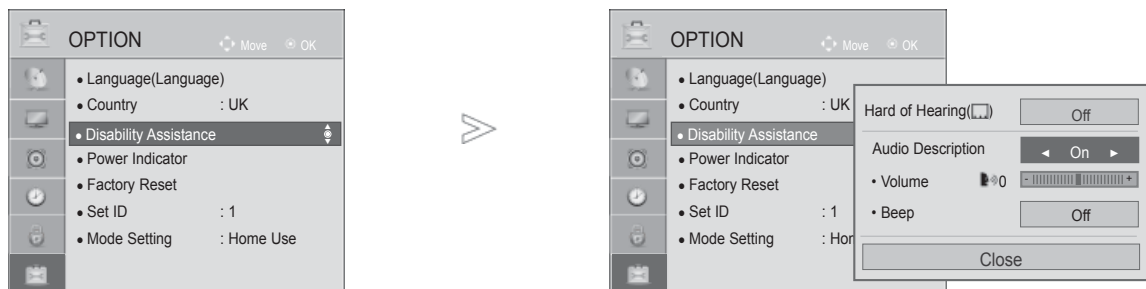 OPTION
Move OK
• Language(Language)
• Country : UK
• Disability Assistance
• Power Indicator
• Factory Reset
• Set ID : 1
• Mode Setting : Home Use
OPTION
Move OK
• Language(Language)
• Country : UK
• Disability Assistance
• Power Indicator
• Factory Reset
• Set ID : 1
• Mode Setting : Hom
Hard of Hearing( ) Off
Audio Description ◄ On ►
• Volume 0 - +
• Beep Off
Close